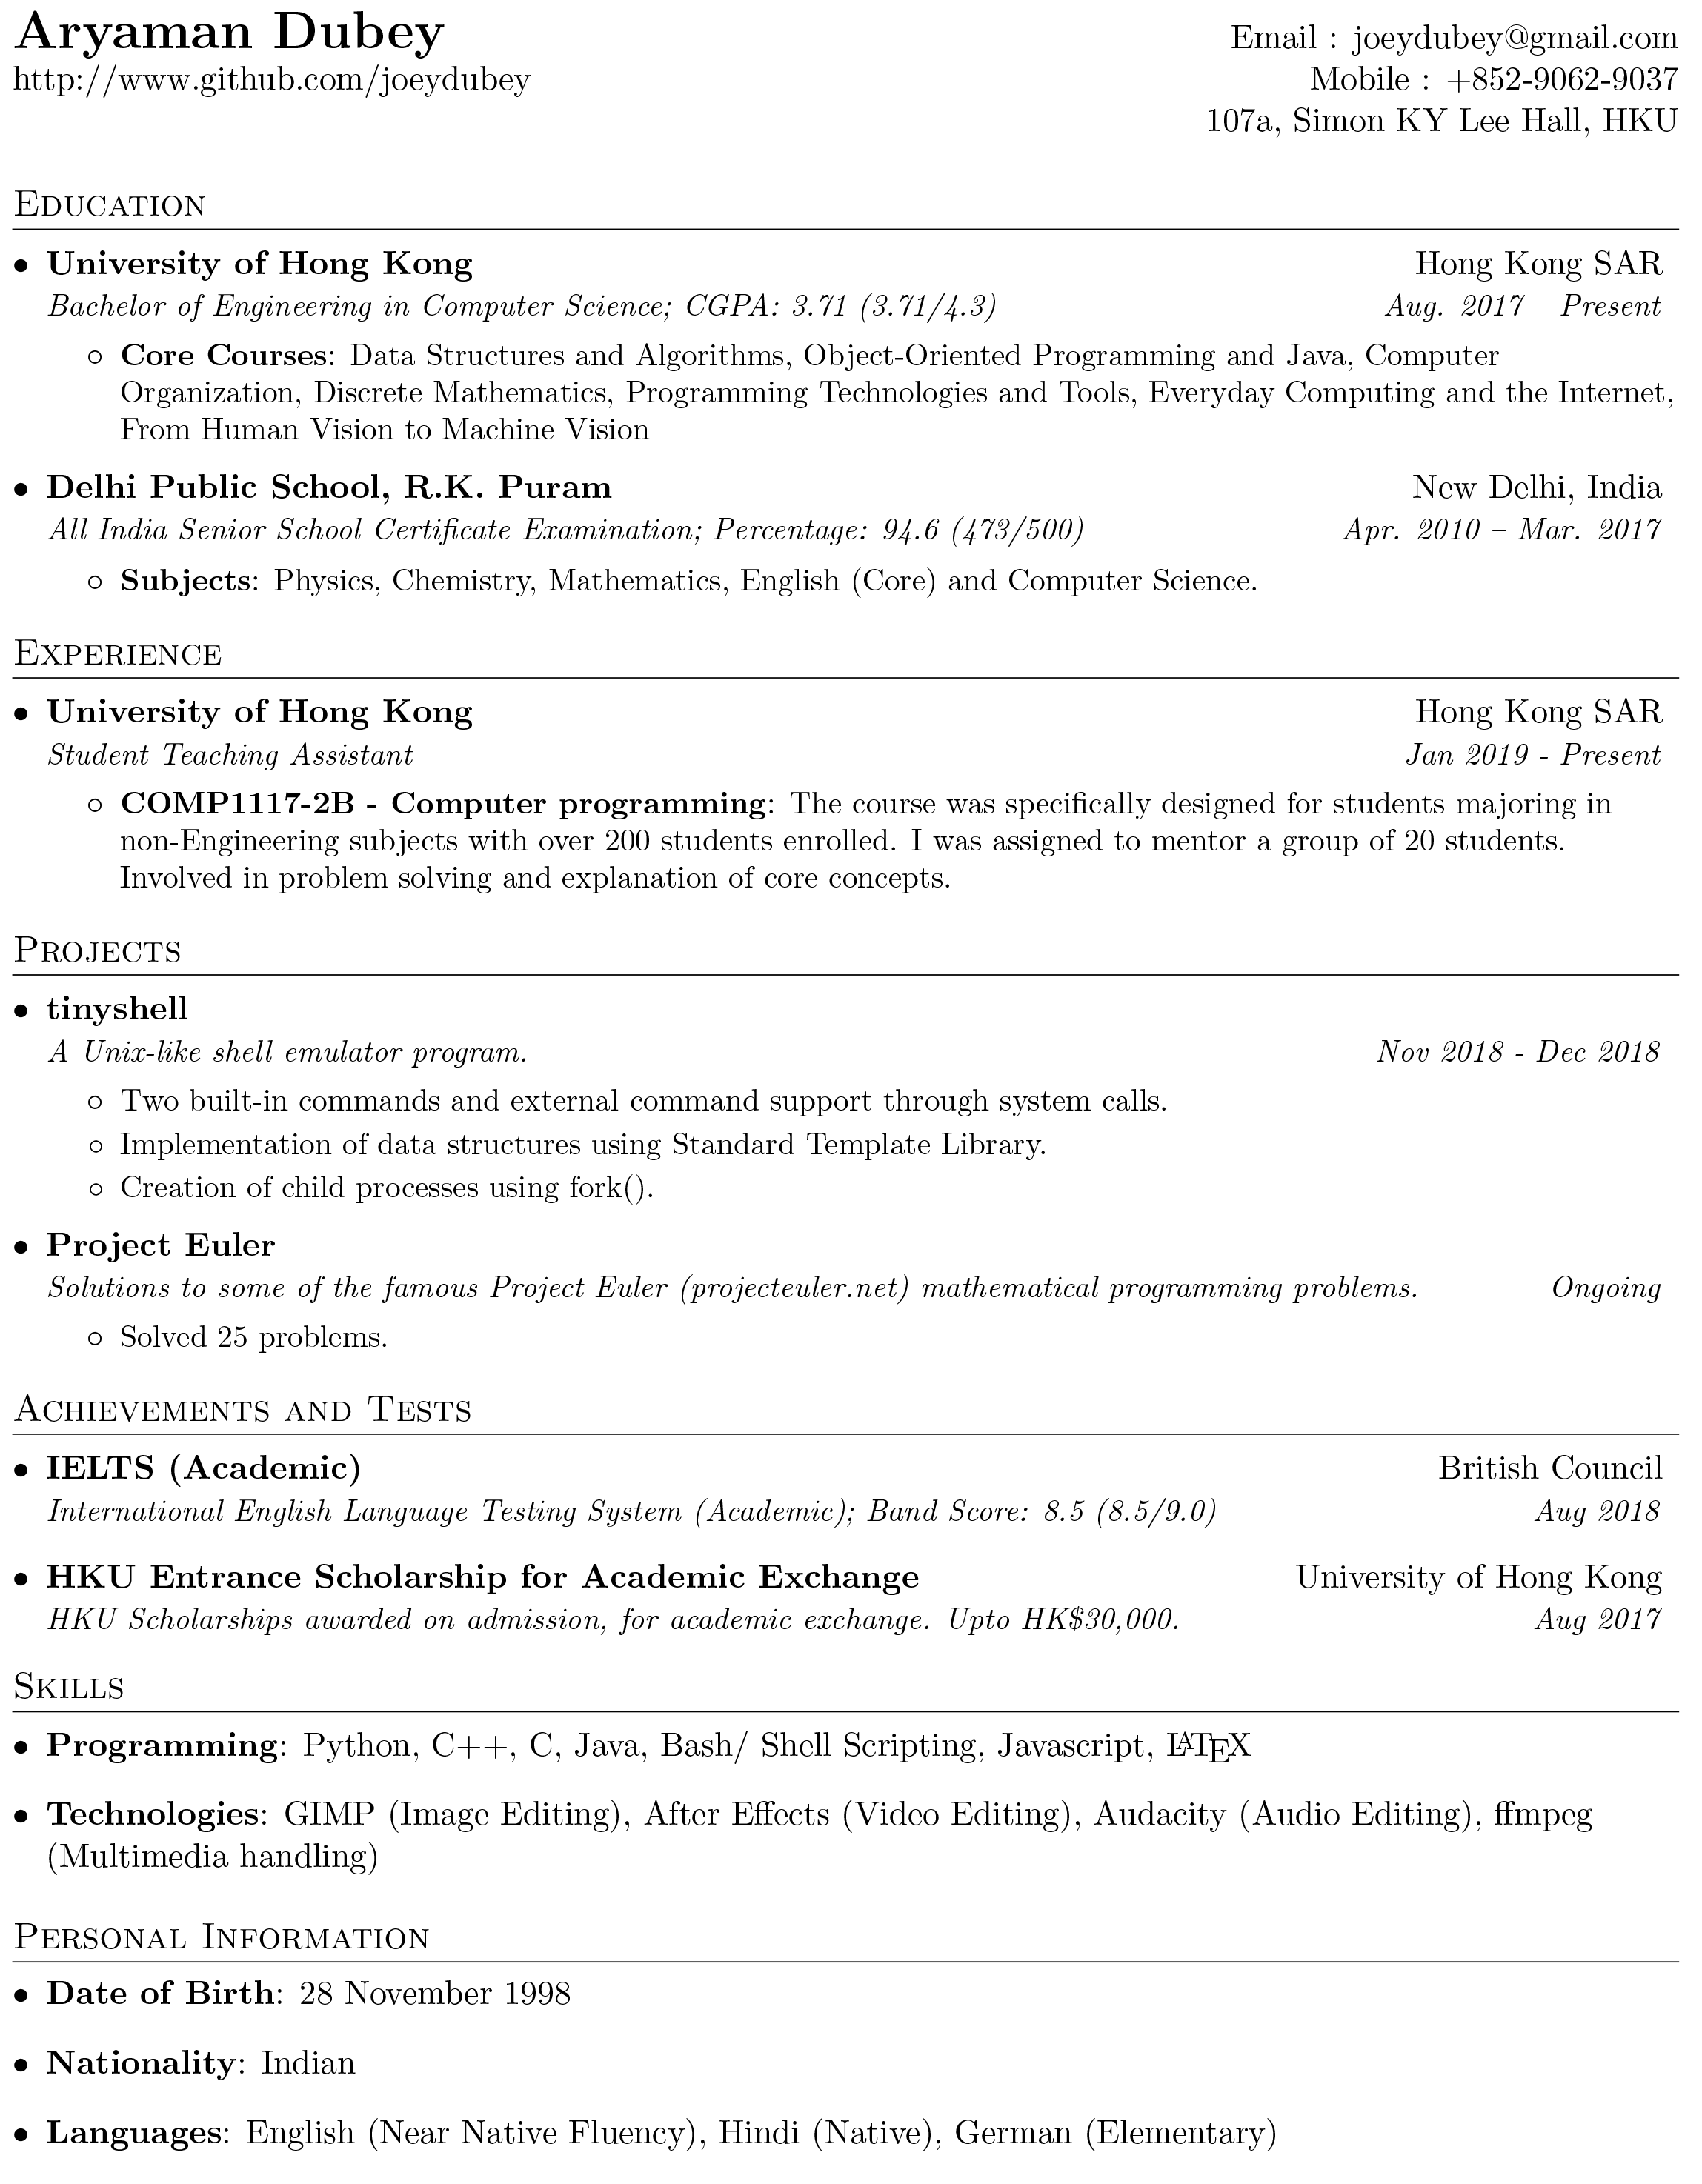 Aryaman Dubey
http://www.github.com/joeydubey
Email : joeydubey@gmail.com
Mobile : +852-9062-9037
107a, Simon KY Lee Hall, HKU
Education
• University of Hong Kong Hong Kong SAR
Bachelor of Engineering in Computer Science; CGPA: 3.71 (3.71/4.3) Aug. 2017 – Present
◦ Core Courses: Data Structures and Algorithms, Object-Oriented Programming and Java, Computer
Organization, Discrete Mathematics, Programming Technologies and Tools, Everyday Computing and the Internet,
From Human Vision to Machine Vision
• Delhi Public School, R.K. Puram New Delhi, India
All India Senior School Certificate Examination; Percentage: 94.6 (473/500) Apr. 2010 – Mar. 2017
◦ Subjects: Physics, Chemistry, Mathematics, English (Core) and Computer Science.
Experience
• University of Hong Kong Hong Kong SAR
Student Teaching Assistant Jan 2019 - Present
◦ COMP1117-2B - Computer programming: The course was specifically designed for students majoring in
non-Engineering subjects with over 200 students enrolled. I was assigned to mentor a group of 20 students.
Involved in problem solving and explanation of core concepts.
Projects
• tinyshell
A Unix-like shell emulator program. Nov 2018 - Dec 2018
◦ Two built-in commands and external command support through system calls.
◦ Implementation of data structures using Standard Template Library.
◦ Creation of child processes using fork().
• Project Euler
Solutions to some of the famous Project Euler (projecteuler.net) mathematical programming problems. Ongoing
◦ Solved 25 problems.
Achievements and Tests
• IELTS (Academic) British Council
International English Language Testing System (Academic); Band Score: 8.5 (8.5/9.0) Aug 2018
• HKU Entrance Scholarship for Academic Exchange University of Hong Kong
HKU Scholarships awarded on admission, for academic exchange. Upto HK$30,000. Aug 2017
Skills
• Programming: Python, C++, C, Java, Bash/ Shell Scripting, Javascript, LATEX
• Technologies: GIMP (Image Editing), After Effects (Video Editing), Audacity (Audio Editing), ffmpeg
(Multimedia handling)
Personal Information
• Date of Birth: 28 November 1998
• Nationality: Indian
• Languages: English (Near Native Fluency), Hindi (Native), German (Elementary)